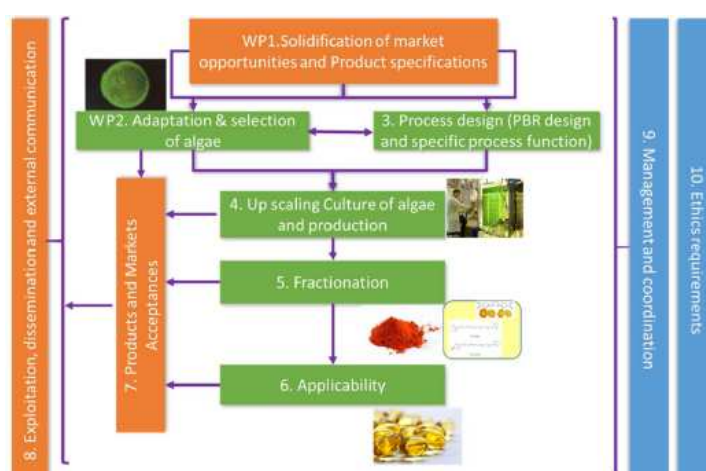 WP1.Solidification of market
opportunities and Product specifications
WP2. Adaptation & selection
of algae
3. Process design (PBR design
and specific process function)
4. Up scaling Culture of algae
and production
5. Fractionation
6. Applicability
7. Products and Markets
Acceptances
8. Exploitation, dissemination and external communication
9. Management and coordination
10. Ethics requirements